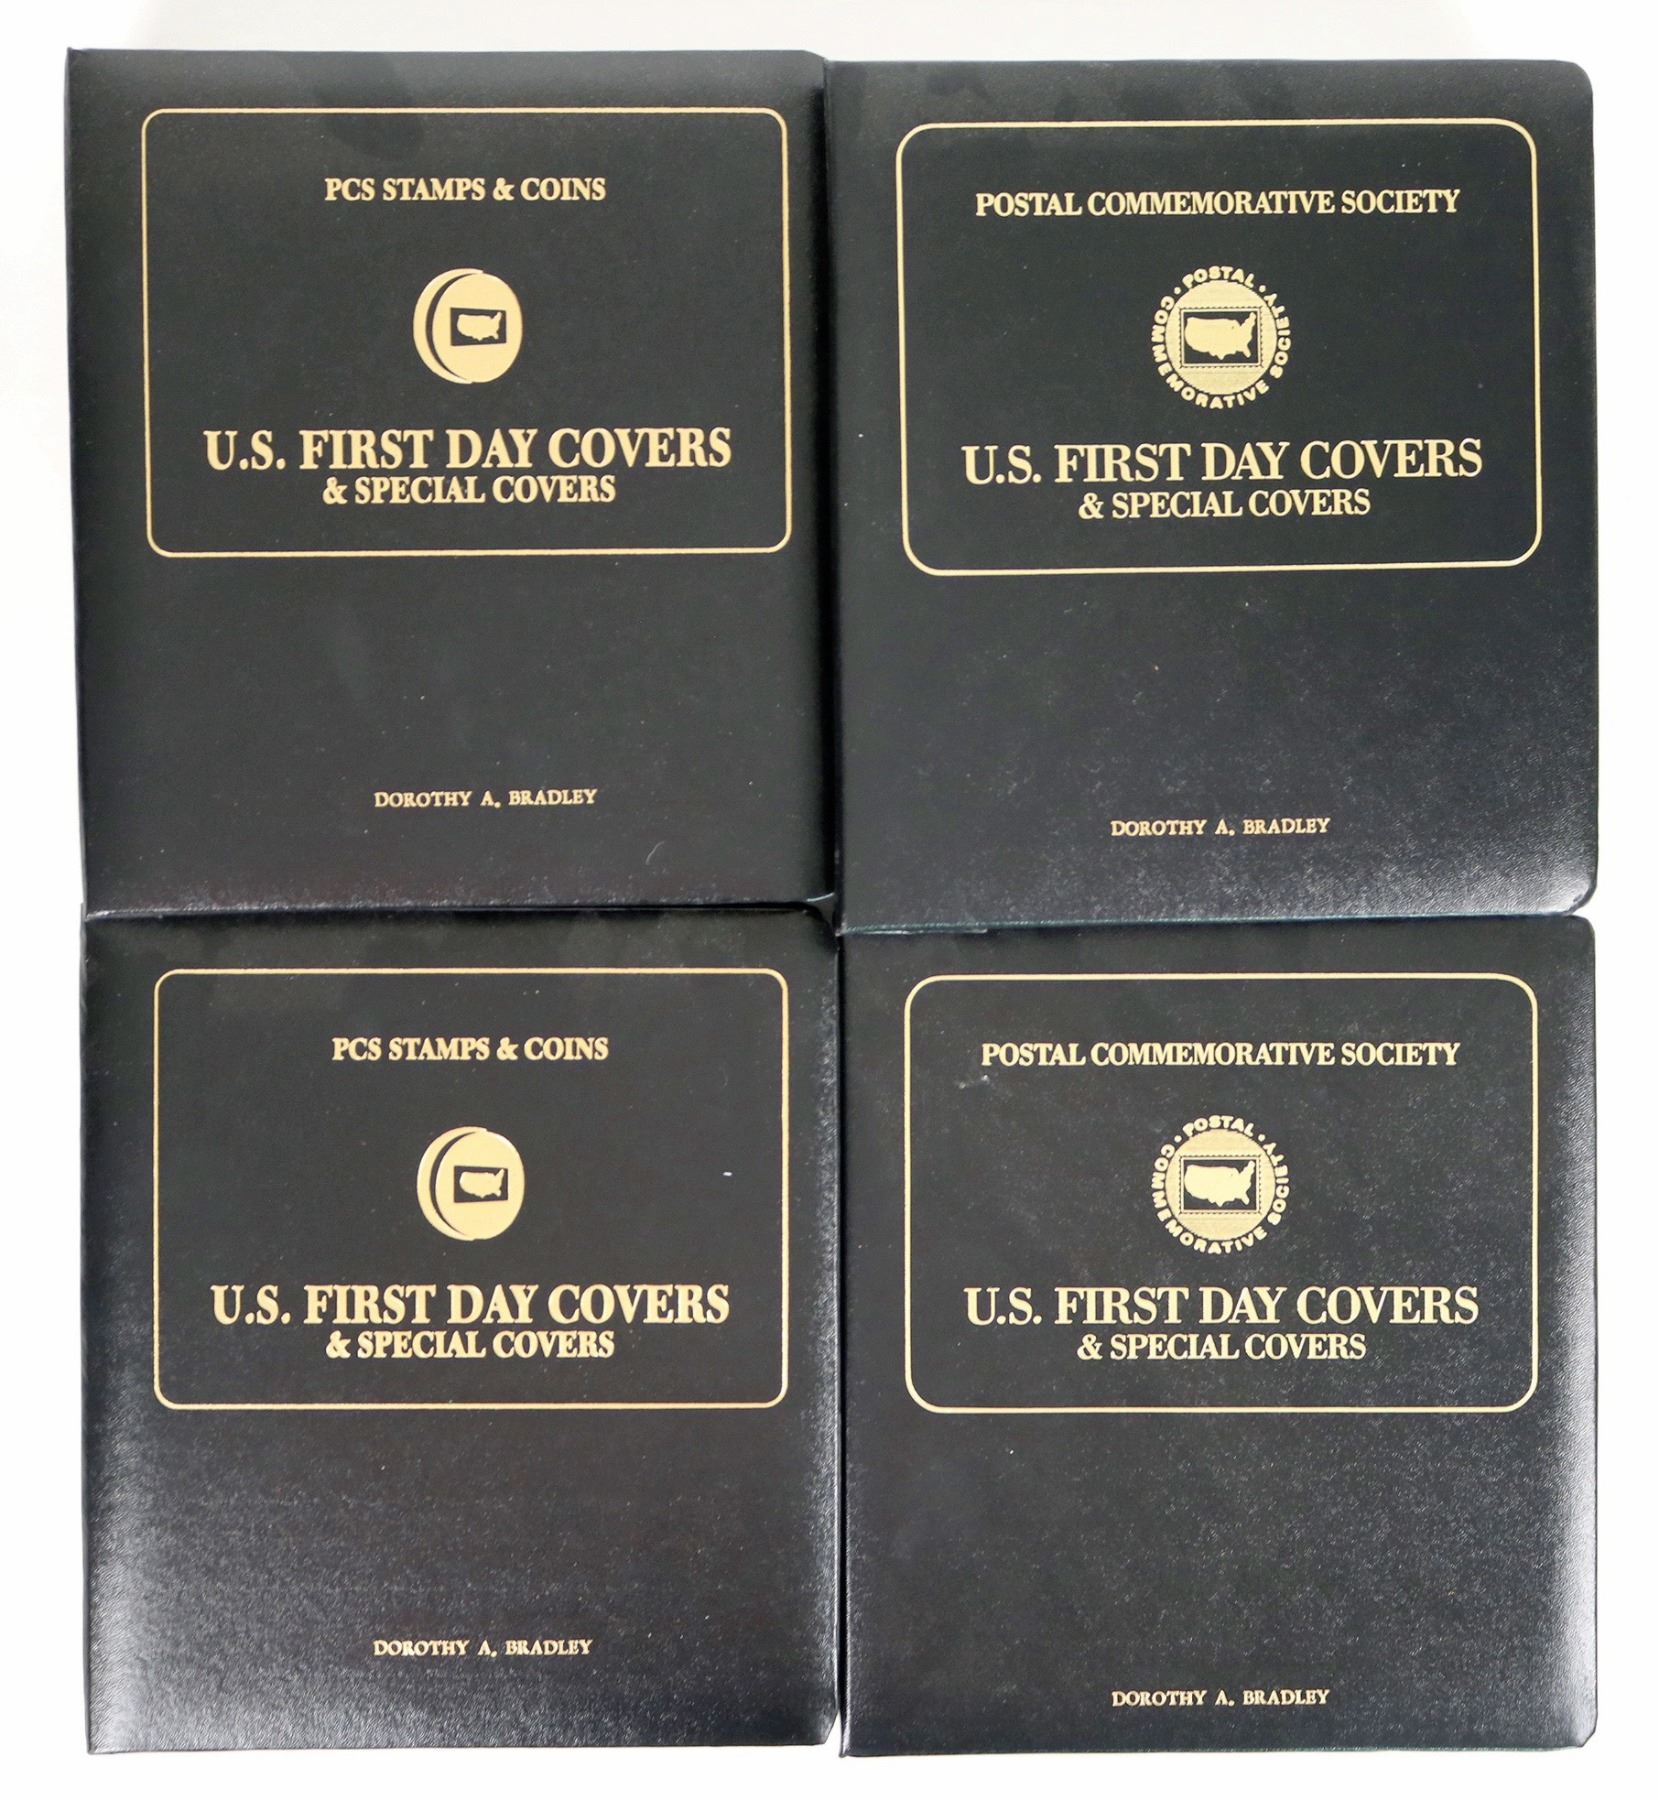 PCS STAMPS & COINS
U.S. FIRST DAY COVERS
& SPECIAL COVERS
DOROTHY A. BRADLEY
POSTAL COMMEMORATIVE SOCIETY
• POSTAL • COMMEMORATIVE SOCIETY
U.S. FIRST DAY COVERS
& SPECIAL COVERS
DOROTHY A. BRADLEY
PCS STAMPS & COINS
U.S. FIRST DAY COVERS
& SPECIAL COVERS
DOROTHY A. BRADLEY
POSTAL COMMEMORATIVE SOCIETY
• POSTAL • COMMEMORATIVE SOCIETY
U.S. FIRST DAY COVERS
& SPECIAL COVERS
DOROTHY A. BRADLEY